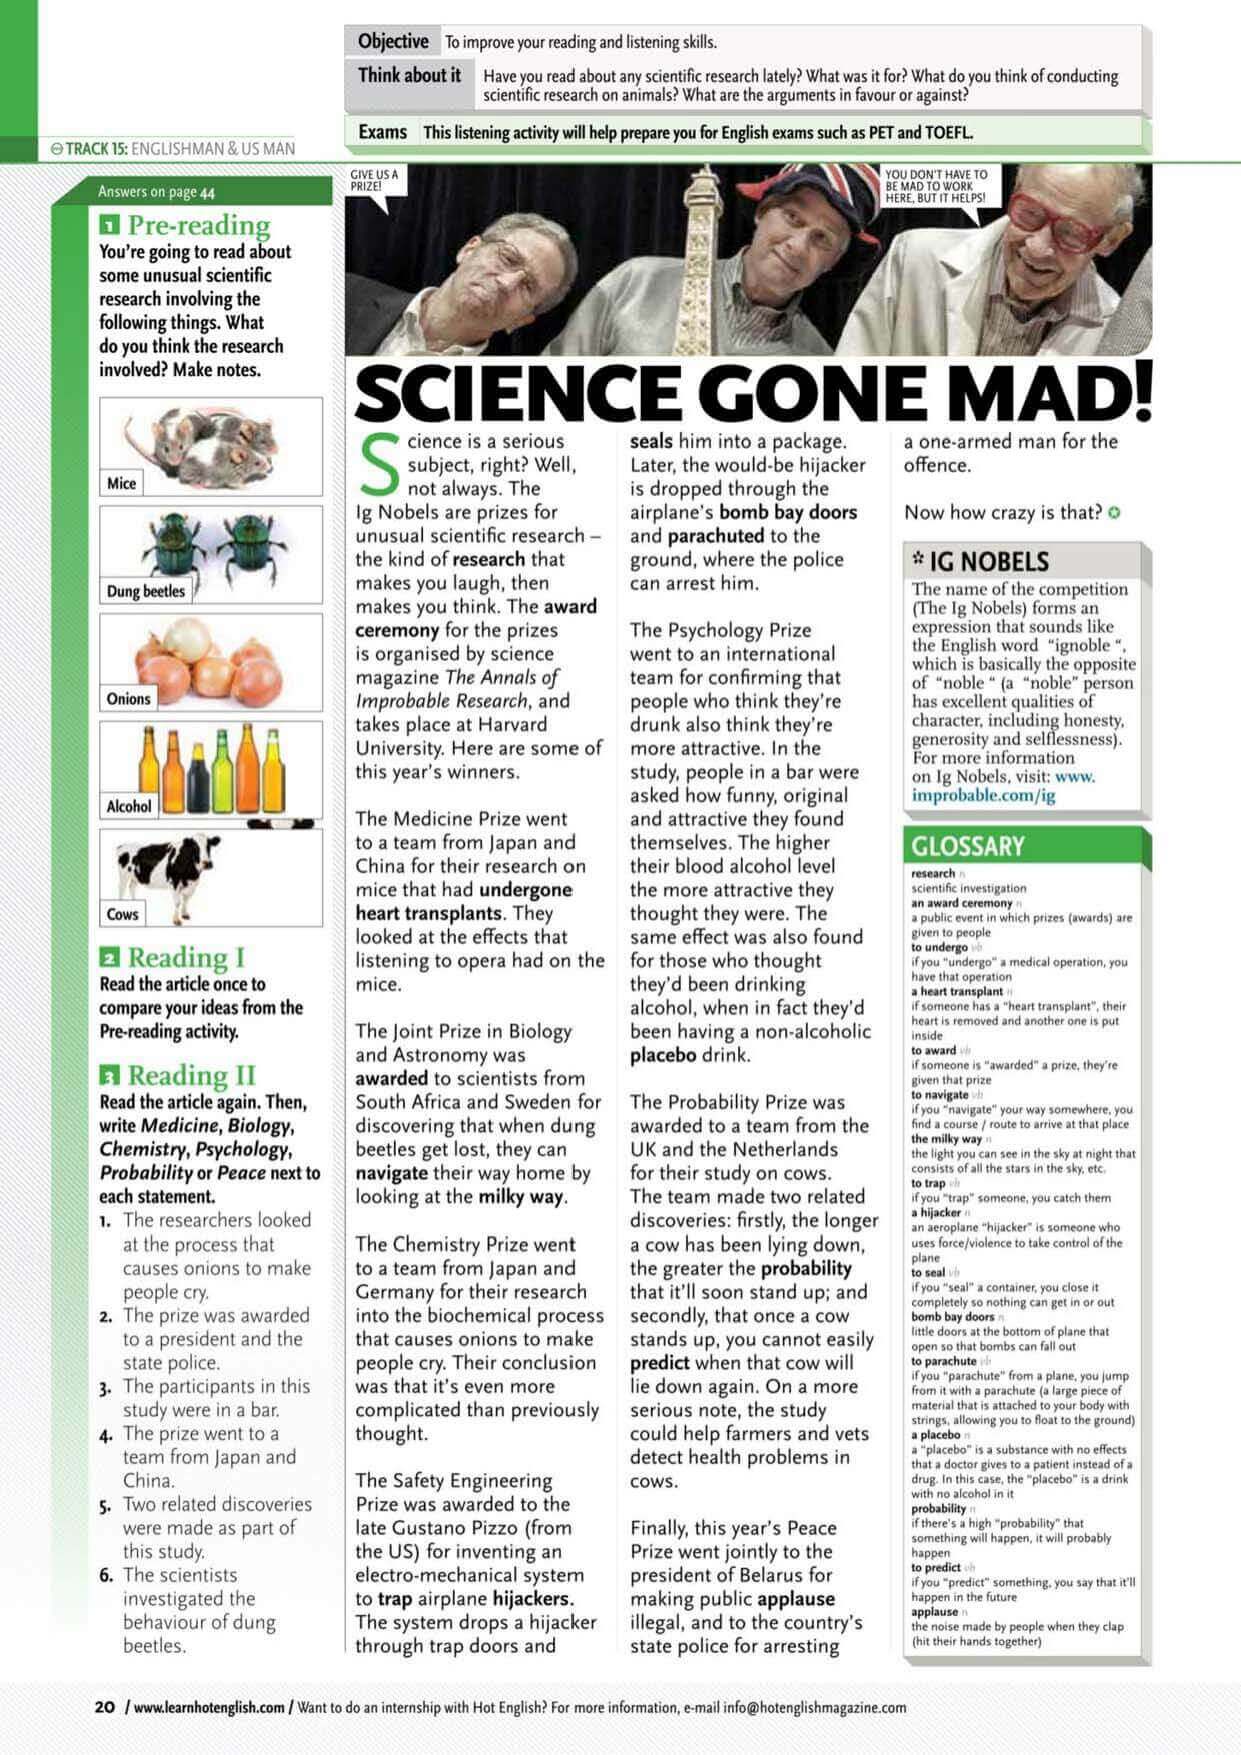 Objective To improve your reading and listening skills.
Think about it Have you read about any scientific research lately? What was it for? What do you think of conducting
scientific research on animals? What are the arguments in favour or against?
Exams This listening activity will help prepare you for English exams such as PET and TOEFL.
TRACK 15: ENGLISHMAN & US MAN
Answers on page 44
1 Pre-reading
You're going to read about
some unusual scientific
research involving the
following things. What
do you think the research
involved? Make notes.
Mice
Dung beetles
Onions
Alcohol
Cows
2 Reading I
Read the article once to
compare your ideas from the
Pre-reading activity.
3 Reading II
Read the article again. Then,
write Medicine, Biology,
Chemistry, Psychology,
Probability or Peace next to
each statement.
1. The researchers looked
at the process that
causes onions to make
people cry.
2. The prize was awarded
to a president and the
state police.
3. The participants in this
study were in a bar.
4. The prize went to a
team from Japan and
China.
5. Two related discoveries
were made as part of
this study.
6. The scientists
investigated the
behaviour of dung
beetles.
GIVE US A
PRIZE!
YOU DON'T HAVE TO
BE MAD TO WORK
HERE, BUT IT HELPS!
SCIENCE GONE MAD!
Science is a serious
subject, right? Well,
not always. The
Ig Nobels are prizes for
unusual scientific research –
the kind of research that
makes you laugh, then
makes you think. The award
ceremony for the prizes
is organised by science
magazine The Annals of
Improbable Research, and
takes place at Harvard
University. Here are some of
this year's winners.
The Medicine Prize went
to a team from Japan and
China for their research on
mice that had undergone
heart transplants. They
looked at the effects that
listening to opera had on the
mice.
The Joint Prize in Biology
and Astronomy was
awarded to scientists from
South Africa and Sweden for
discovering that when dung
beetles get lost, they can
navigate their way home by
looking at the milky way.
The Chemistry Prize went
to a team from Japan and
Germany for their research
into the biochemical process
that causes onions to make
people cry. Their conclusion
was that it's even more
complicated than previously
thought.
The Safety Engineering
Prize was awarded to the
late Gustano Pizzo (from
the US) for inventing an
electro-mechanical system
to trap airplane hijackers.
The system drops a hijacker
through trap doors and
seals him into a package.
Later, the would-be hijacker
is dropped through the
airplane's bomb bay doors
and parachuted to the
ground, where the police
can arrest him.
The Psychology Prize
went to an international
team for confirming that
people who think they're
drunk also think they're
more attractive. In the
study, people in a bar were
asked how funny, original
and attractive they found
themselves. The higher
their blood alcohol level
the more attractive they
thought they were. The
same effect was also found
for those who thought
they'd been drinking
alcohol, when in fact they'd
been having a non-alcoholic
placebo drink.
The Probability Prize was
awarded to a team from the
UK and the Netherlands
for their study on cows.
The team made two related
discoveries: firstly, the longer
a cow has been lying down,
the greater the probability
that it'll soon stand up; and
secondly, that once a cow
stands up, you cannot easily
predict when that cow will
lie down again. On a more
serious note, the study
could help farmers and vets
detect health problems in
cows.
Finally, this year's Peace
Prize went jointly to the
president of Belarus for
making public applause
illegal, and to the country's
state police for arresting
a one-armed man for the
offence.
Now how crazy is that?
* IG NOBELS
The name of the competition
(The Ig Nobels) forms an
expression that sounds like
the English word "ignoble ",
which is basically the opposite
of "noble " (a "noble" person
has excellent qualities of
character, including honesty,
generosity and selflessness).
For more information
on Ig Nobels, visit: www.
improbable.com/ig
GLOSSARY
research n
scientific investigation
an award ceremony n
a public event in which prizes (awards) are
given to people
to undergo vb
if you "undergo" a medical operation, you
have that operation
a heart transplant n
if someone has a "heart transplant", their
heart is removed and another one is put
inside
to award vb
if someone is "awarded" a prize, they're
given that prize
to navigate vb
if you "navigate" your way somewhere, you
find a course / route to arrive at that place
the milky way n
the light you can see in the sky at night that
consists of all the stars in the sky, etc.
to trap vb
if you "trap" someone, you catch them
a hijacker n
an aeroplane "hijacker" is someone who
uses force/violence to take control of the
plane
to seal vb
if you "seal" a container, you close it
completely so nothing can get in or out
bomb bay doors n
little doors at the bottom of plane that
open so that bombs can fall out
to parachute vb
if you "parachute" from a plane, you jump
from it with a parachute (a large piece of
material that is attached to your body with
strings, allowing you to float to the ground)
a placebo n
a "placebo" is a substance with no effects
that a doctor gives to a patient instead of a
drug. In this case, the "placebo" is a drink
with no alcohol in it
probability n
if there's a high "probability" that
something will happen, it will probably
happen
to predict vb
if you "predict" something, you say that it'll
happen in the future
applause n
the noise made by people when they clap
(hit their hands together)
20 / www.learnhotenglish.com / Want to do an internship with Hot English? For more information, e-mail info@hotenglishmagazine.com